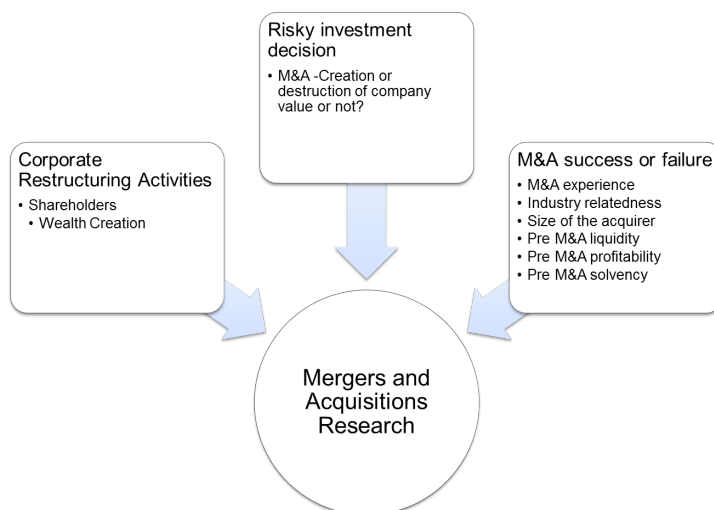 Risky investment
decision
• M&A -Creation or
destruction of company
value or not?
Corporate
Restructuring Activities
• Shareholders
• Wealth Creation
M&A success or failure
• M&A experience
• Industry relatedness
• Size of the acquirer
• Pre M&A liquidity
• Pre M&A profitability
• Pre M&A solvency
Mergers and
Acquisitions
Research